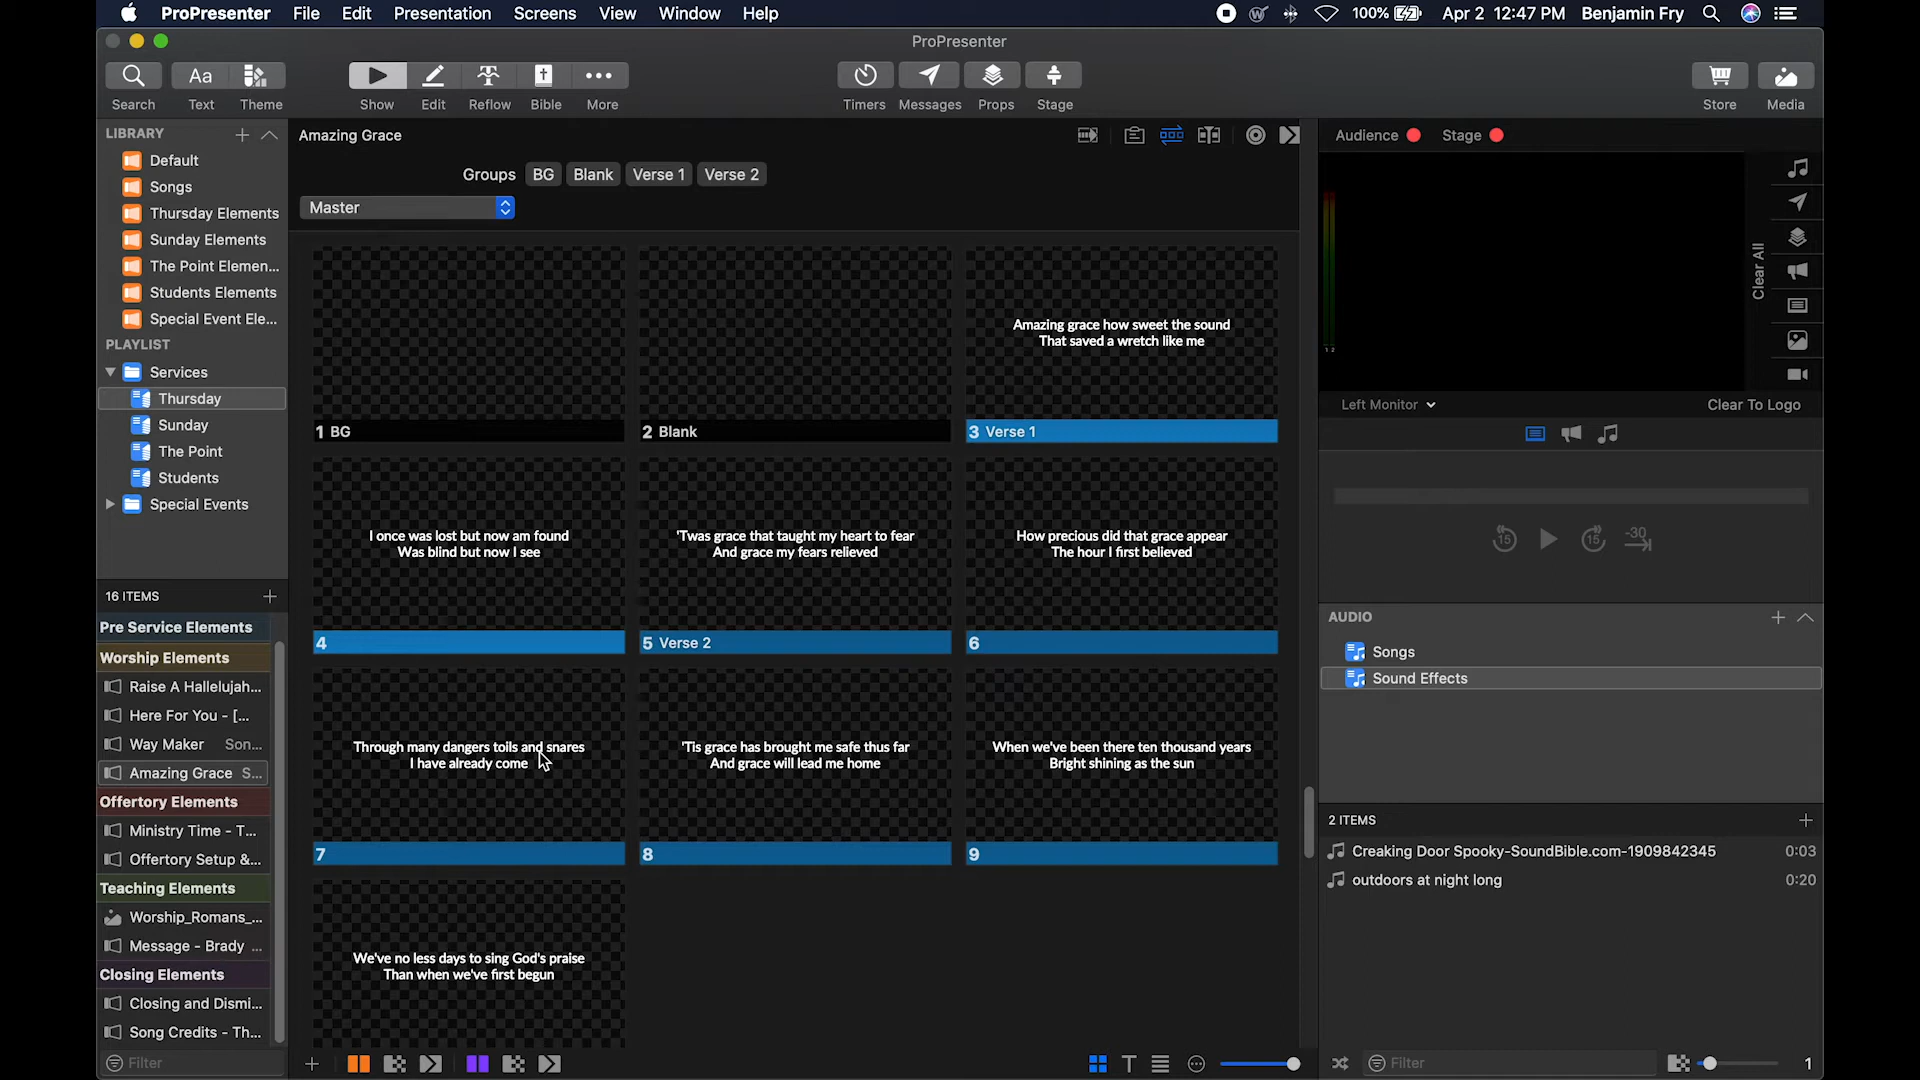 ProPresenter File Edit Presentation Screens View Window Help
100% Apr 2 12:47 PM Benjamin Fry
ProPresenter
Aa
Search Text Theme Show Edit Reflow Bible More Timers Messages Props Stage Store Media
LIBRARY
Default
Songs
Thursday Elements
Sunday Elements
The Point Elemen...
Students Elements
Special Event Ele...
PLAYLIST
Services
Thursday
Sunday
The Point
Students
Special Events
16 ITEMS
Pre Service Elements
Worship Elements
Raise A Hallelujah...
Here For You - [...
Way Maker Son...
Amazing Grace S...
Offertory Elements
Ministry Time - T...
Offertory Setup &...
Teaching Elements
Worship_Romans_...
Message - Brady ...
Closing Elements
Closing and Dismi...
Song Credits - Th...
Filter
Amazing Grace
Groups BG Blank Verse 1 Verse 2
Master
1 BG
2 Blank
Amazing grace how sweet the sound
That saved a wretch like me
3 Verse 1
I once was lost but now am found
Was blind but now I see
4
'Twas grace that taught my heart to fear
And grace my fears relieved
5 Verse 2
How precious did that grace appear
The hour I first believed
6
Through many dangers toils and snares
I have already come
7
'Tis grace has brought me safe thus far
And grace will lead me home
8
When we've been there ten thousand years
Bright shining as the sun
9
We've no less days to sing God's praise
Than when we've first begun
Audience Stage
1 2
Clear All
Left Monitor Clear To Logo
15 15 -30
AUDIO
Songs
Sound Effects
2 ITEMS
Creaking Door Spooky-SoundBible.com-1909842345 0:03
outdoors at night long 0:20
Filter 1